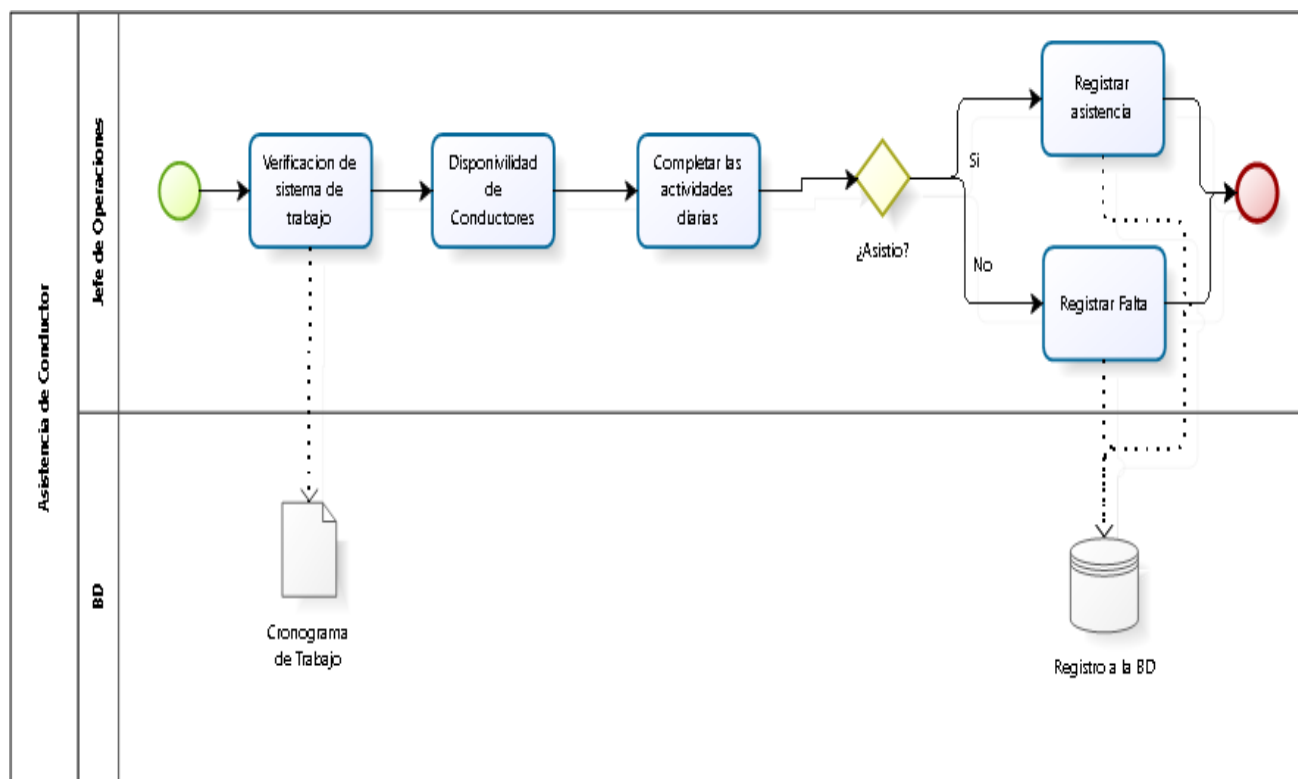 Asistencia de Conductor
Jefe de Operaciones
Verificacion de
sistema de
trabajo
Disponivilidad
de
Conductores
Completar las
actividades
diarias
¿Asistio?
Si
No
Registrar
asistencia
Registrar Falta
BD
Cronograma
de Trabajo
Registro a la BD